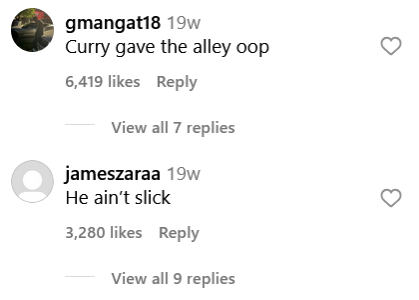 gmangat18 19w
Curry gave the alley oop
6,419 likes Reply
View all 7 replies
jameszaraa 19w
He ain't slick
3,280 likes Reply
View all 9 replies